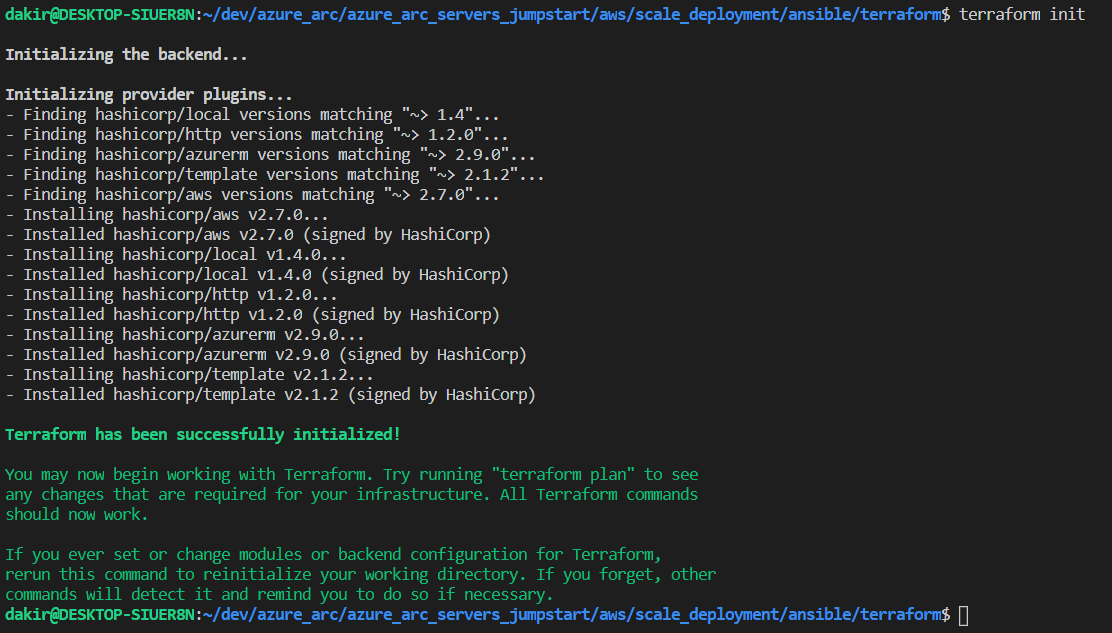 dakir@DESKTOP-SIUER8N:~/dev/azure_arc/azure_arc_servers_jumpstart/aws/scale_deployment/ansible/terraform$ terraform init
Initializing the backend...
Initializing provider plugins...
- Finding hashicorp/local versions matching "~> 1.4"...
- Finding hashicorp/http versions matching "~> 1.2.0"...
- Finding hashicorp/azurerm versions matching "~> 2.9.0"...
- Finding hashicorp/template versions matching "~> 2.1.2"...
- Finding hashicorp/aws versions matching "~> 2.7.0"...
- Installing hashicorp/aws v2.7.0...
- Installed hashicorp/aws v2.7.0 (signed by HashiCorp)
- Installing hashicorp/local v1.4.0...
- Installed hashicorp/local v1.4.0 (signed by HashiCorp)
- Installing hashicorp/http v1.2.0...
- Installed hashicorp/http v1.2.0 (signed by HashiCorp)
- Installing hashicorp/azurerm v2.9.0...
- Installed hashicorp/azurerm v2.9.0 (signed by HashiCorp)
- Installing hashicorp/template v2.1.2...
- Installed hashicorp/template v2.1.2 (signed by HashiCorp)
Terraform has been successfully initialized!
You may now begin working with Terraform. Try running "terraform plan" to see
any changes that are required for your infrastructure. All Terraform commands
should now work.
If you ever set or change modules or backend configuration for Terraform,
rerun this command to reinitialize your working directory. If you forget, other
commands will detect it and remind you to do so if necessary.
dakir@DESKTOP-SIUER8N:~/dev/azure_arc/azure_arc_servers_jumpstart/aws/scale_deployment/ansible/terraform$